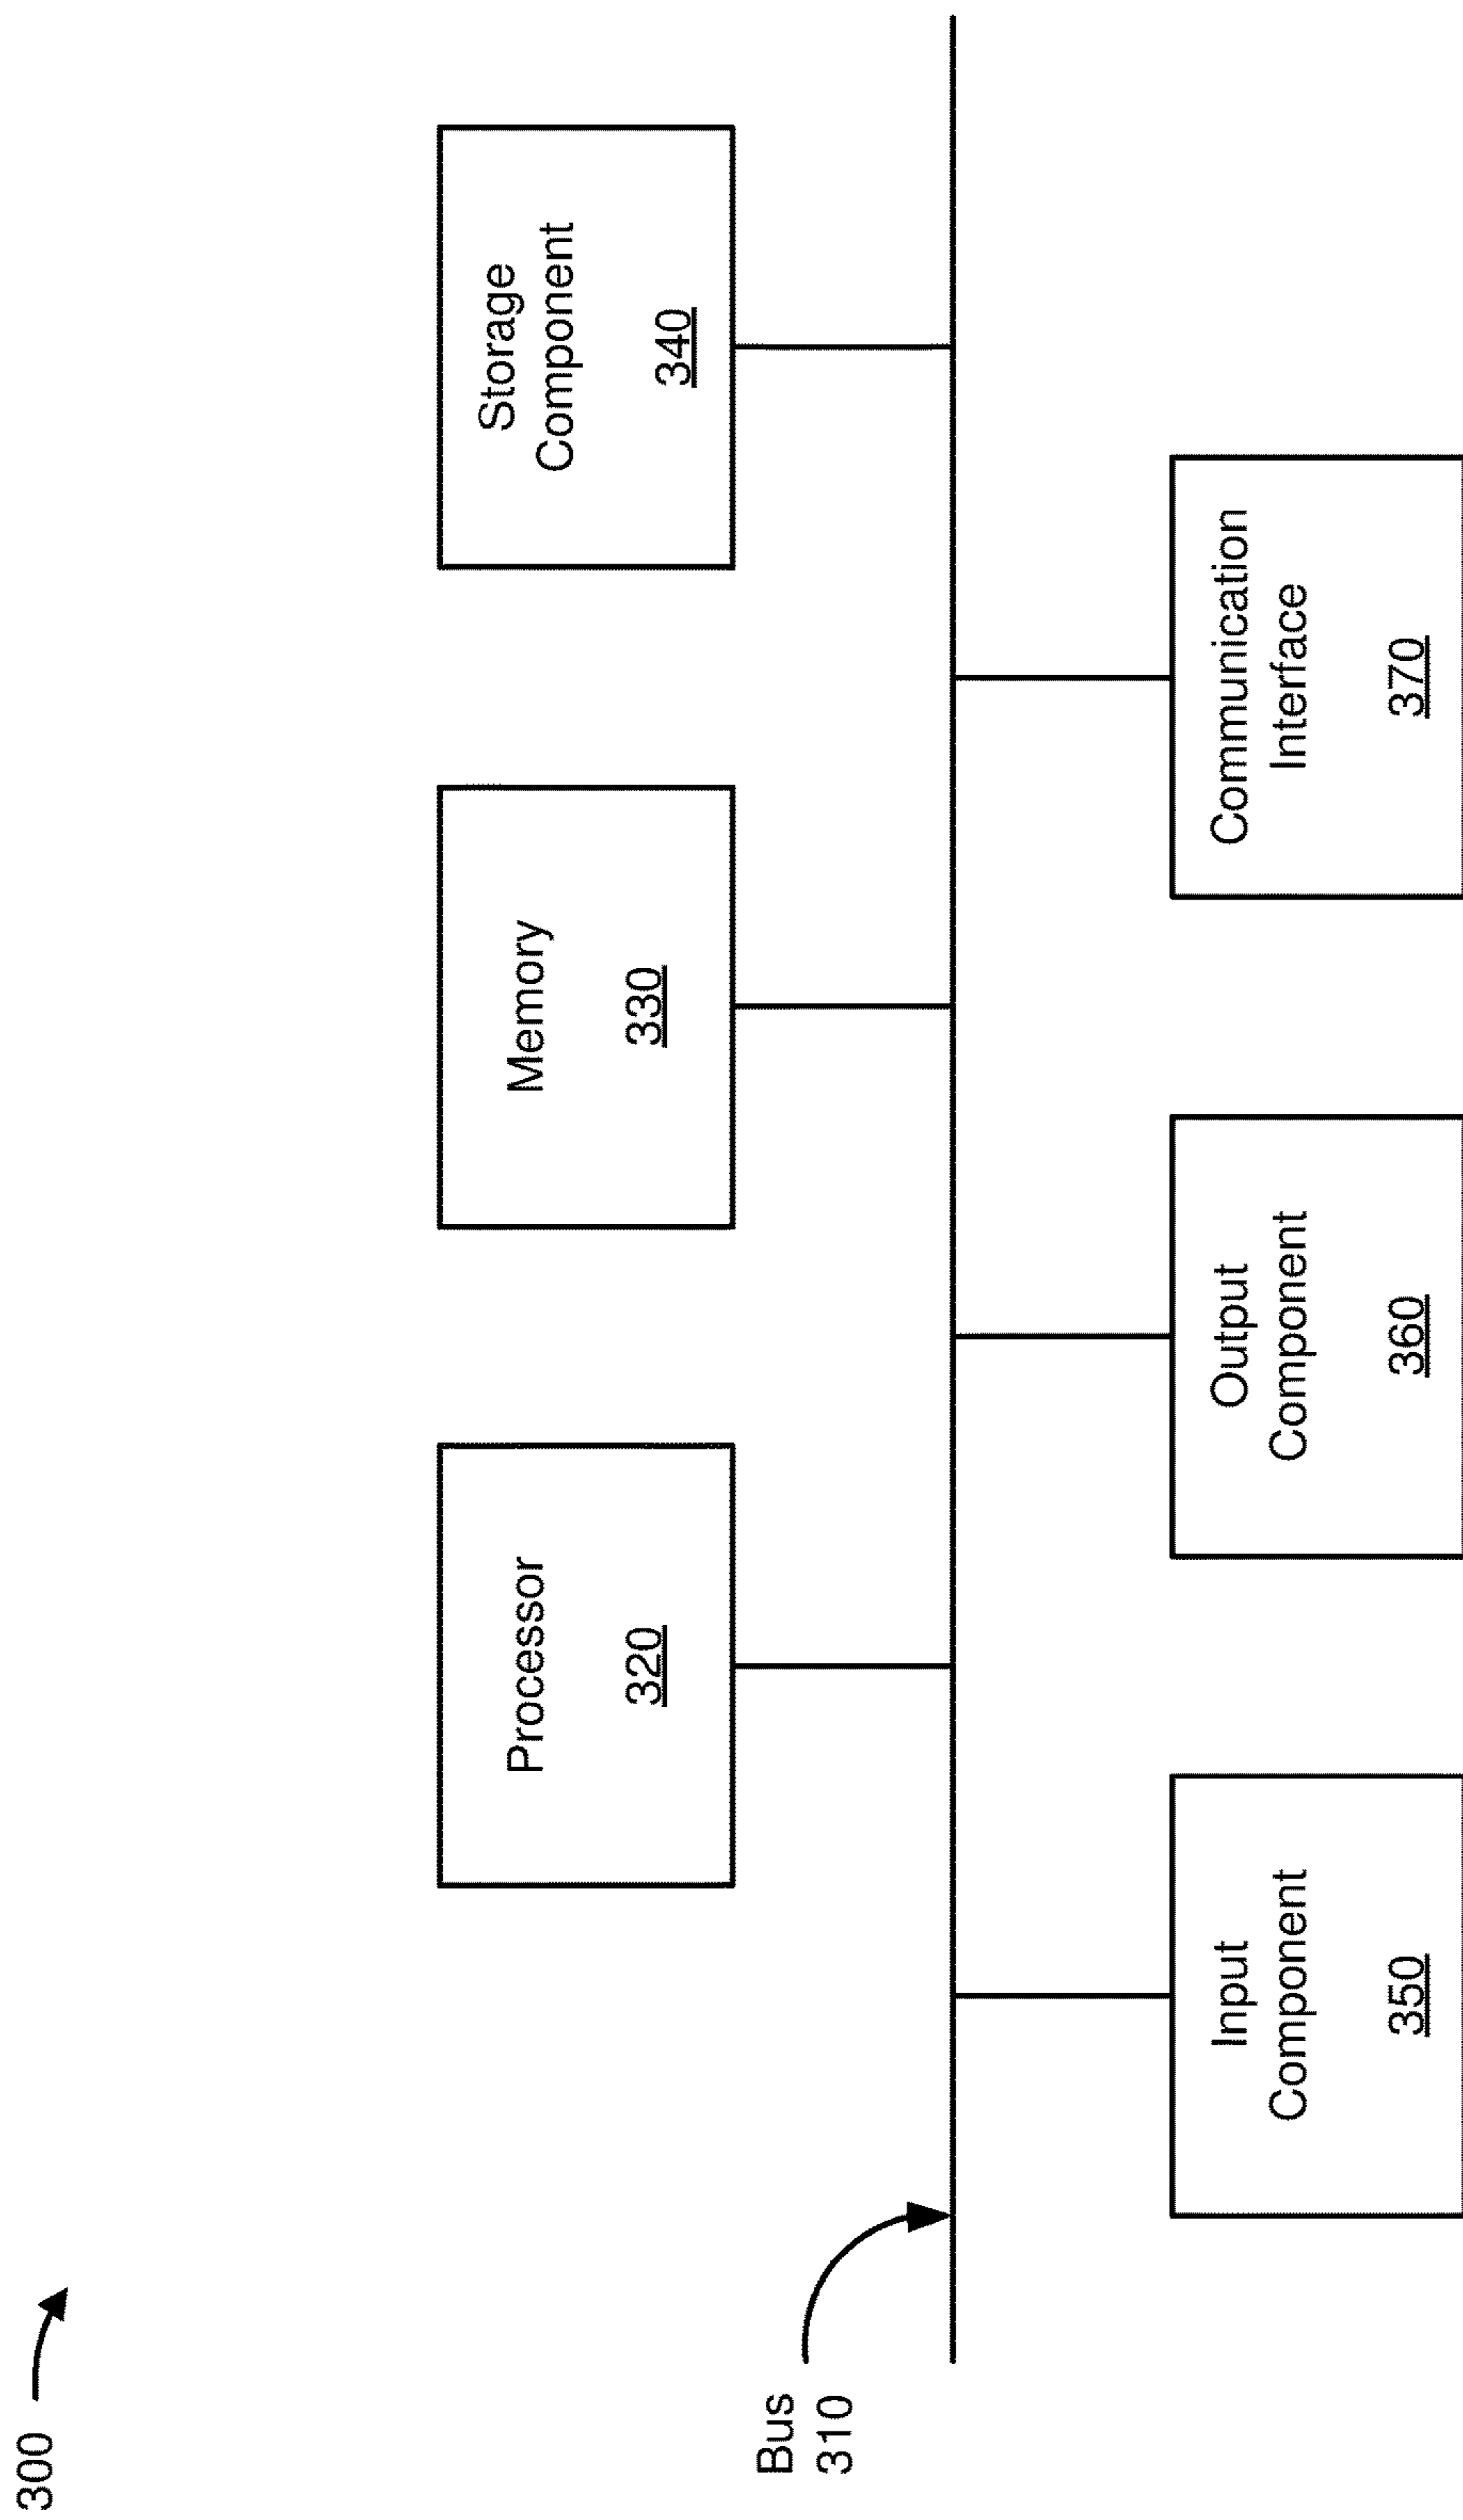 300
Processor
320
Memory
330
Storage
Component
340
Bus
310
Input
Component
350
Output
Component
360
Communication
Interface
370